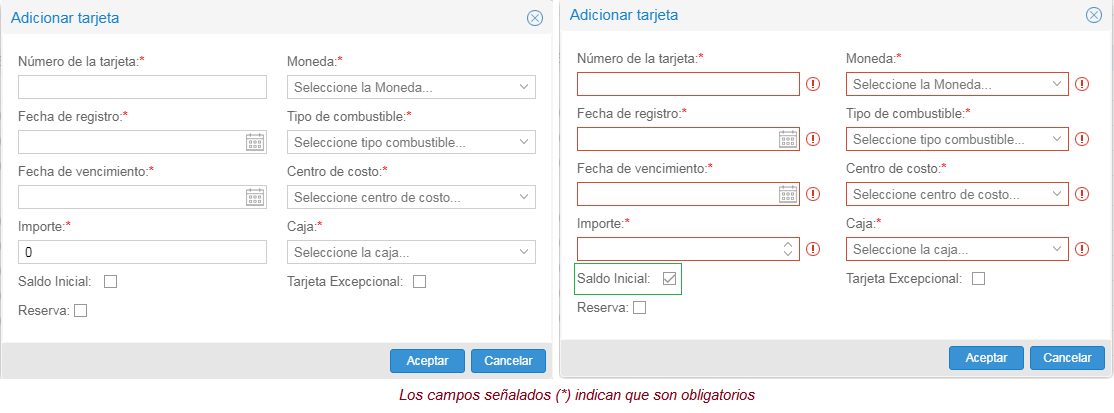 Adicionar tarjeta
Número de la tarjeta:*
Moneda:*
Seleccione la Moneda...
Fecha de registro:*
Tipo de combustible:*
Seleccione tipo combustible...
Fecha de vencimiento:*
Centro de costo:*
Seleccione centro de costo...
Importe:*
0
Caja:*
Seleccione la caja...
Saldo Inicial:
Tarjeta Excepcional:
Reserva:
Aceptar
Cancelar
Adicionar tarjeta
Número de la tarjeta:*
Moneda:*
Seleccione la Moneda...
Fecha de registro:*
Tipo de combustible:*
Seleccione tipo combustible...
Fecha de vencimiento:*
Centro de costo:*
Seleccione centro de costo...
Importe:*
Caja:*
Seleccione la caja...
Saldo Inicial:
Tarjeta Excepcional:
Reserva:
Aceptar
Cancelar
Los campos señalados (*) indican que son obligatorios